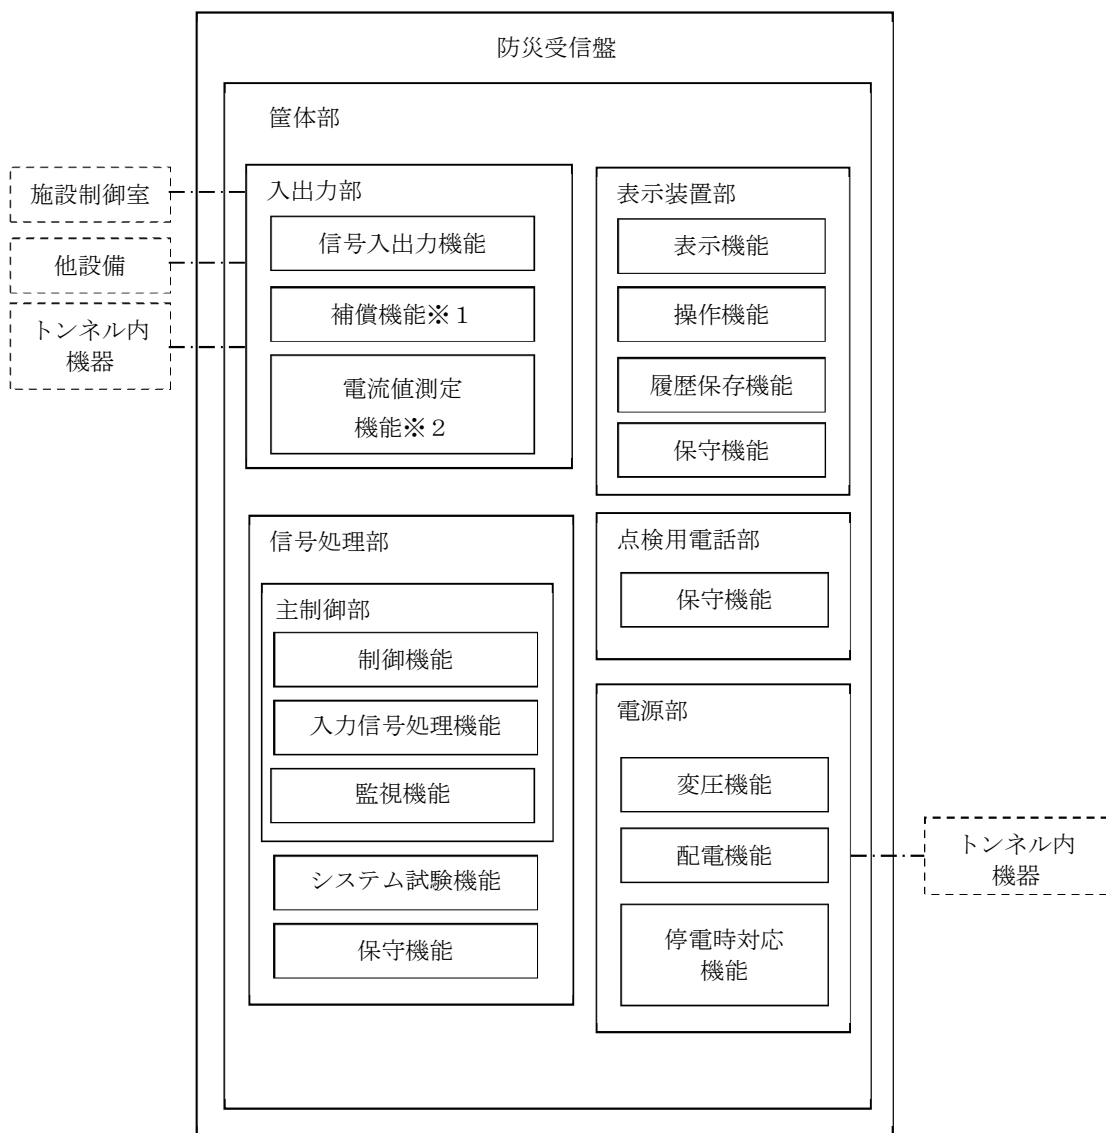 防災受信盤
筐体部
施設制御室
他設備
トンネル内
機器
入出力部
信号入出力機能
補償機能※１
電流値測定
機能※２
表示装置部
表示機能
操作機能
履歴保存機能
保守機能
信号処理部
主制御部
制御機能
入力信号処理機能
監視機能
システム試験機能
保守機能
点検用電話部
保守機能
電源部
変圧機能
配電機能
停電時対応
機能
トンネル内
機器